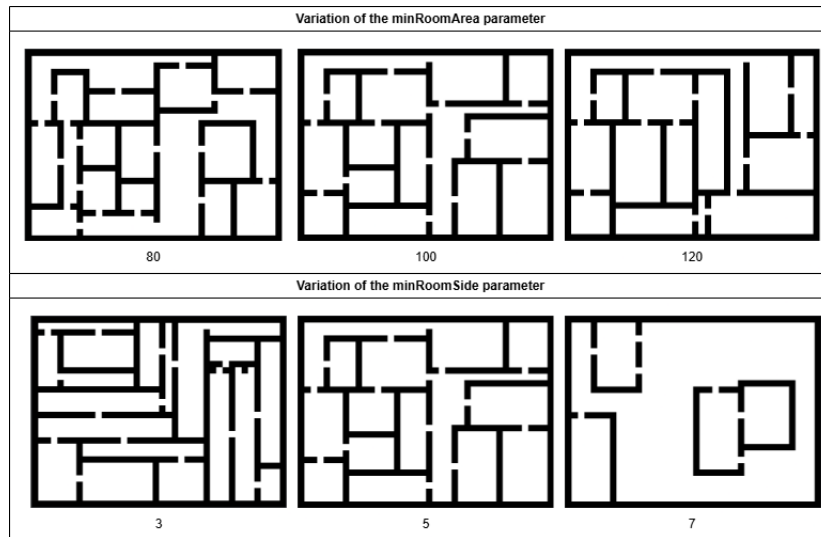 Variation of the minRoomArea parameter
80 100 120
Variation of the minRoomSide parameter
3 5 7